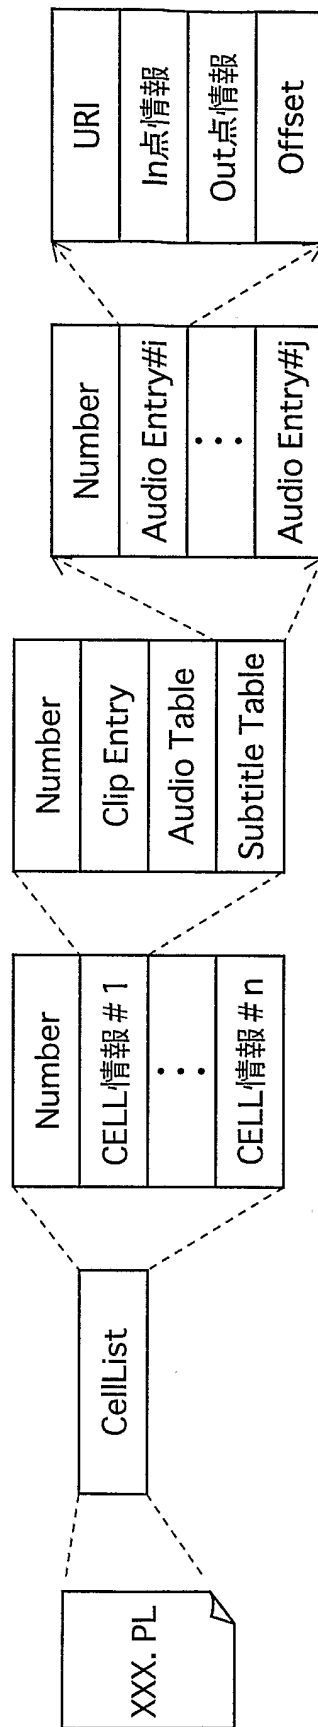 XXX. PL
CellList
Number
CELL情報＃1
・・・
CELL情報＃n
Number
Clip Entry
Audio Table
Subtitle Table
Number
Audio Entry#i
・・・
Audio Entry#j
URI
In点情報
Out点情報
Offset